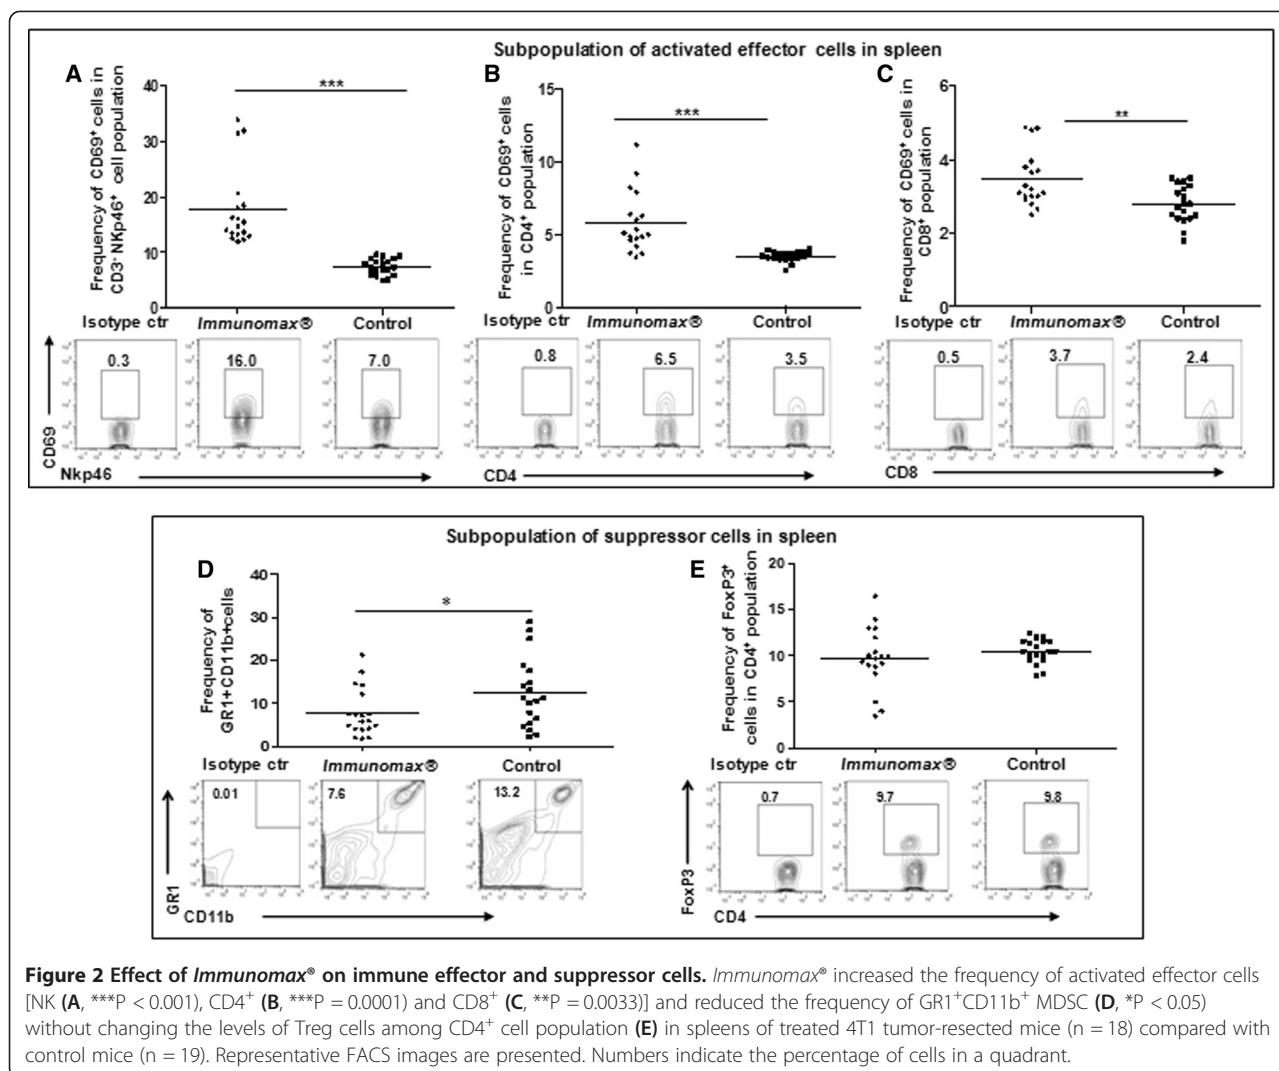 Subpopulation of activated effector cells in spleen
A
Frequency of CD69⁺ cells in
CD3⁻ NKp46⁺ cell population
40
30
20
10
0
***
B
Frequency of CD69⁺ cells
in CD4⁺ population
15
10
5
0
***
C
Frequency of CD69⁺ cells in
CD8⁺ population
6
4
2
0
**
Isotype ctr Immunomax® Control
0.3 16.0 7.0
CD69
Nkp46
Isotype ctr Immunomax® Control
0.8 6.5 3.5
CD4
Isotype ctr Immunomax® Control
0.5 3.7 2.4
CD8
Subpopulation of suppressor cells in spleen
D
Frequency of
GR1+CD11b+cells
40
30
20
10
0
*
E
Frequency of FoxP3⁺
cells in CD4⁺ population
20
15
10
5
0
Isotype ctr Immunomax® Control
0.01 7.6 13.2
GR1
CD11b
Isotype ctr Immunomax® Control
0.7 9.7 9.8
FoxP3
CD4
Figure 2 Effect of Immunomax® on immune effector and suppressor cells. Immunomax® increased the frequency of activated effector cells
[NK (A, ***P < 0.001), CD4⁺ (B, ***P = 0.0001) and CD8⁺ (C, **P = 0.0033)] and reduced the frequency of GR1⁺CD11b⁺ MDSC (D, *P < 0.05)
without changing the levels of Treg cells among CD4⁺ cell population (E) in spleens of treated 4T1 tumor-resected mice (n = 18) compared with
control mice (n = 19). Representative FACS images are presented. Numbers indicate the percentage of cells in a quadrant.